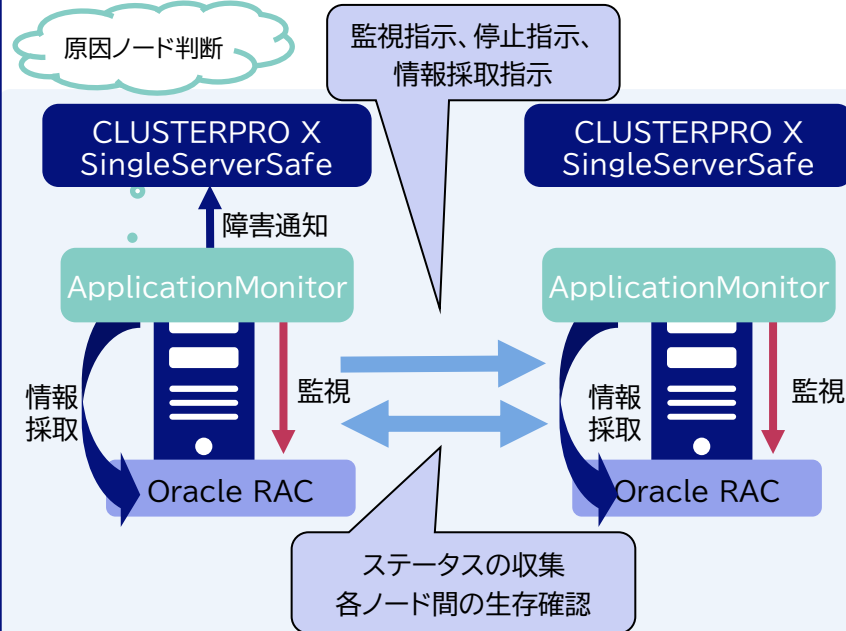 原因ノード判断
監視指示、停止指示、
情報採取指示
CLUSTERPRO X
SingleServerSafe
CLUSTERPRO X
SingleServerSafe
障害通知
ApplicationMonitor
ApplicationMonitor
情報
採取
監視
情報
採取
監視
Oracle RAC
Oracle RAC
ステータスの収集
各ノード間の生存確認